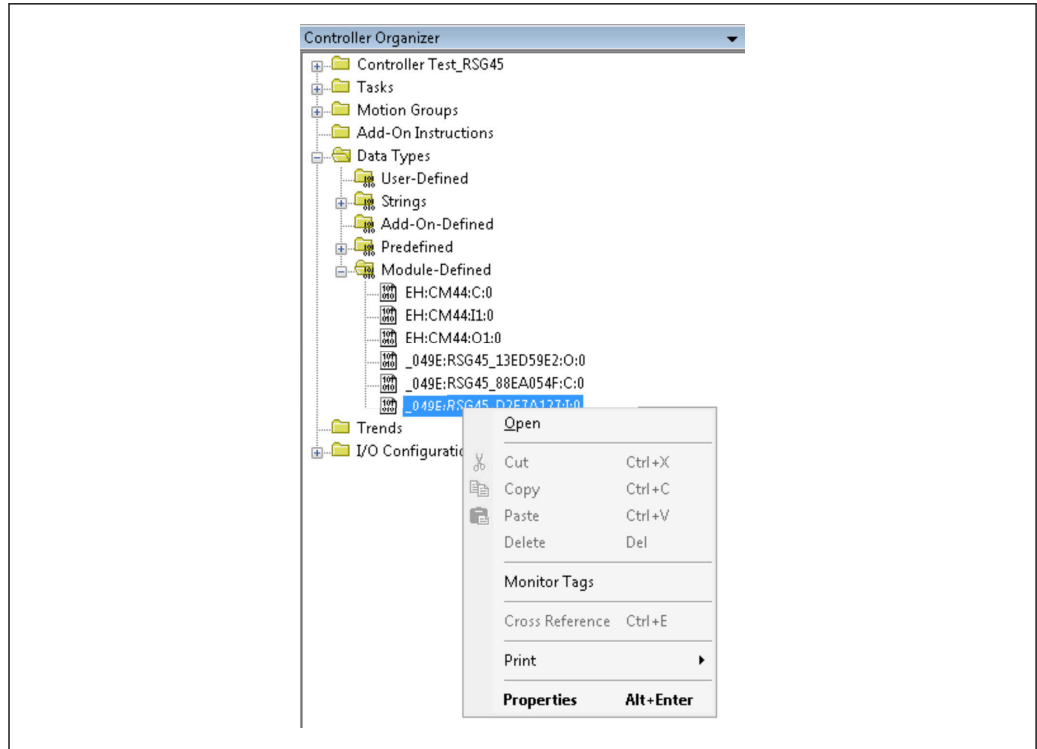 Controller Organizer
Controller Test_RSG45
Tasks
Motion Groups
Add-On Instructions
Data Types
User-Defined
Strings
Add-On-Defined
Predefined
Module-Defined
EH:CM44:C:0
EH:CM44:I1:0
EH:CM44:O1:0
_049E:RSG45_13ED59E2:O:0
_049E:RSG45_88EA054F:C:0
_049E:RSG45_D2E7A127:I:0
Trends
I/O Configuratio
Open
Cut Ctrl+X
Copy Ctrl+C
Paste Ctrl+V
Delete Del
Monitor Tags
Cross Reference Ctrl+E
Print
Properties Alt+Enter